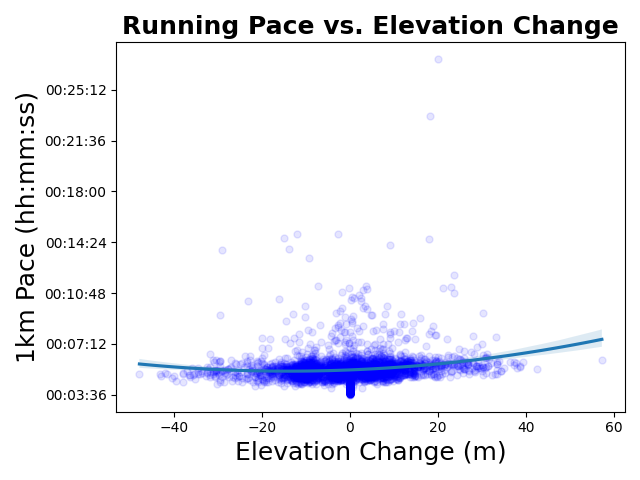 Running Pace vs. Elevation Change
1km Pace (hh:mm:ss)
00:25:12
00:21:36
00:18:00
00:14:24
00:10:48
00:07:12
00:03:36
−40 −20 0 20 40 60
Elevation Change (m)